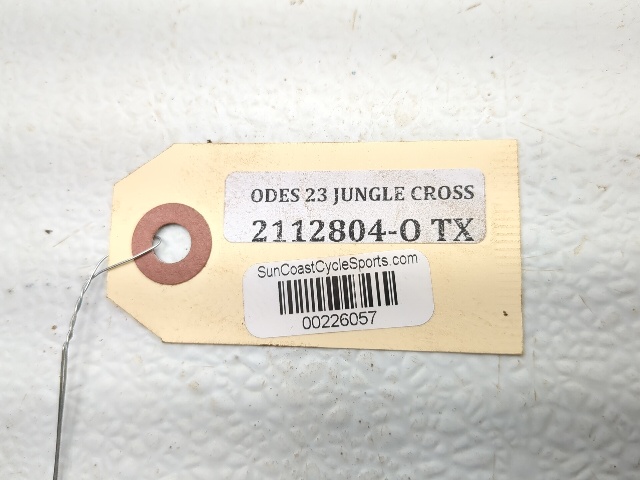 ODES 23 JUNGLE CROSS
2112804-O TX
SunCoastCycleSports.com
00226057